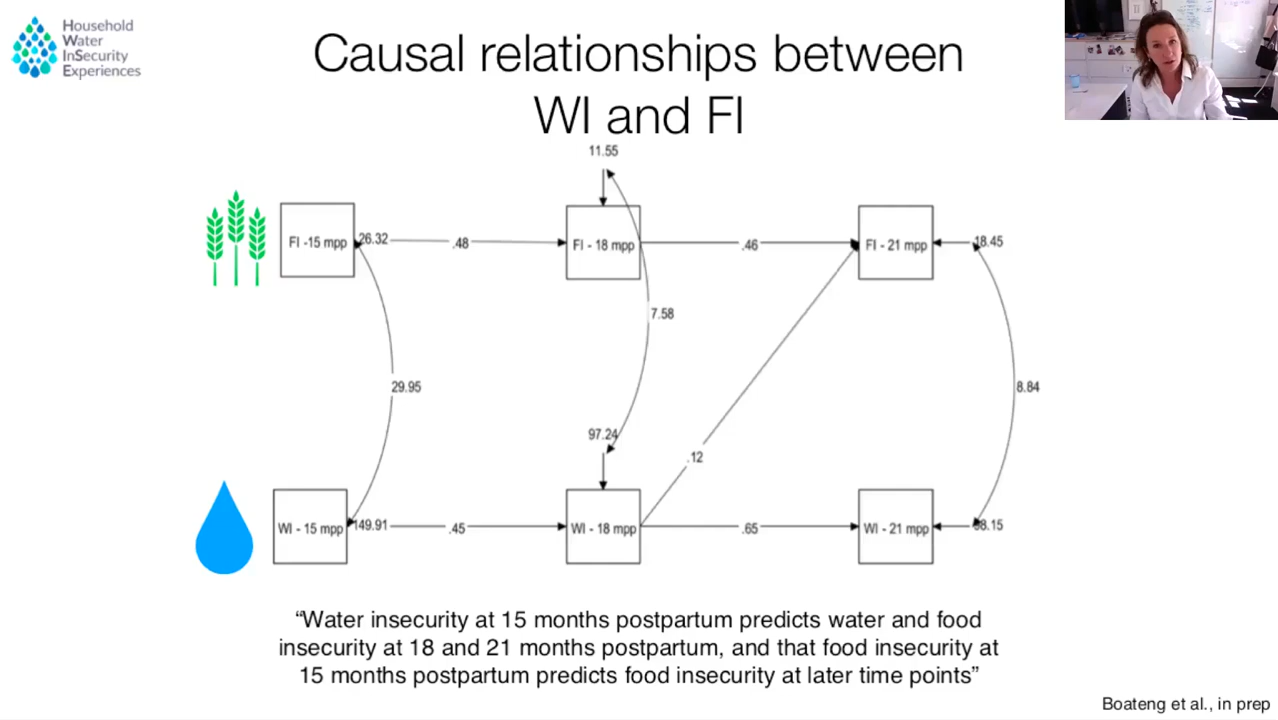 Household
Water
InSecurity
Experiences
Causal relationships between
WI and FI
11.55
FI -15 mpp
26.32
.48
FI - 18 mpp
.46
FI - 21 mpp
18.45
7.58
29.95
8.84
97.24
.12
WI - 15 mpp
149.91
.45
WI - 18 mpp
.65
WI - 21 mpp
“Water insecurity at 15 months postpartum predicts water and food
insecurity at 18 and 21 months postpartum, and that food insecurity at
15 months postpartum predicts food insecurity at later time points”
Boateng et al., in prep